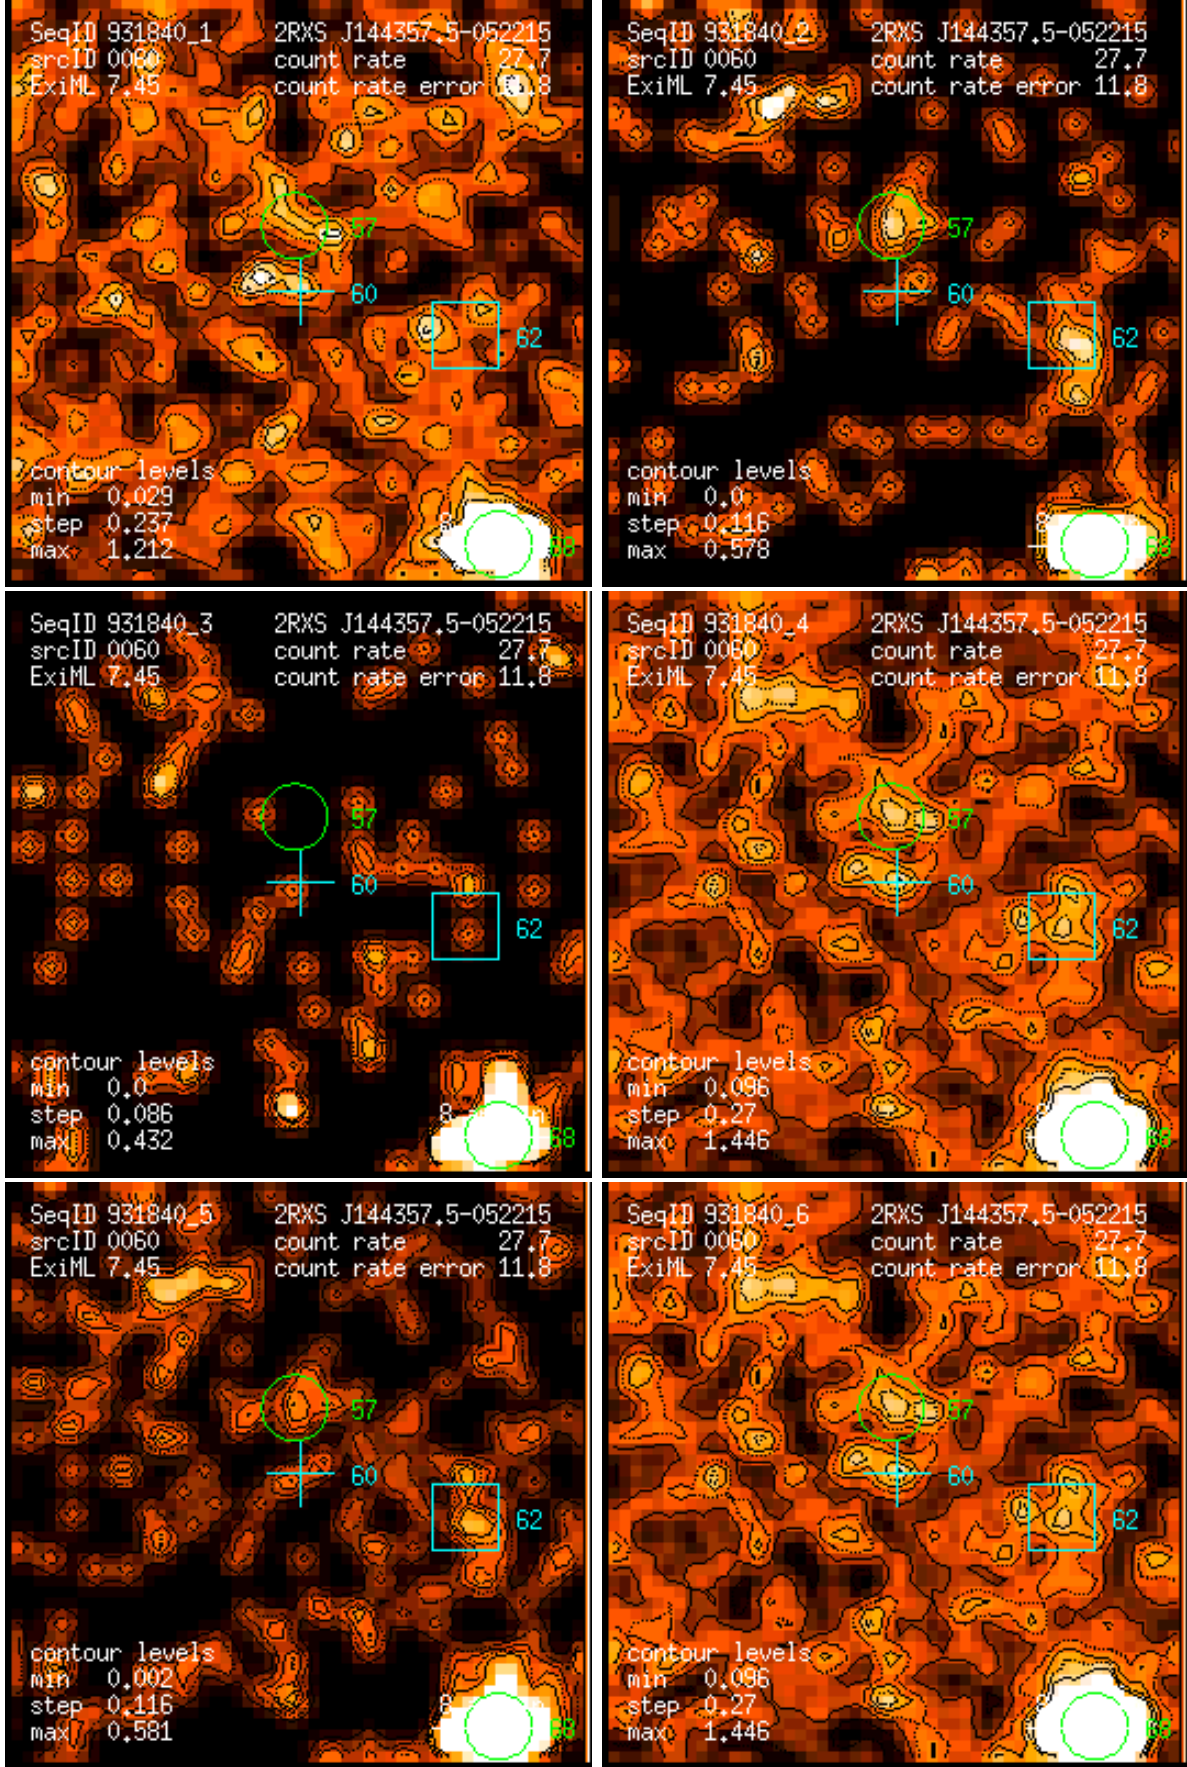 SeqID 931840_1 2RXS J144357.5-052215
srcID 0060 count rate 27.7
ExiML 7.45 count rate error 11.8
57
60
62
contour levels
min 0.029
step 0.237
max 1.212
8
68
SeqID 931840_2 2RXS J144357.5-052215
srcID 0060 count rate 27.7
ExiML 7.45 count rate error 11.8
57
60
62
contour levels
min 0.0
step 0.116
max 0.578
8
68
SeqID 931840_3 2RXS J144357.5-052215
srcID 0060 count rate 27.7
ExiML 7.45 count rate error 11.8
57
60
62
contour levels
min 0.0
step 0.086
max 0.432
8
68
SeqID 931840_4 2RXS J144357.5-052215
srcID 0060 count rate 27.7
ExiML 7.45 count rate error 11.8
57
60
62
contour levels
min 0.096
step 0.27
max 1.446
8
68
SeqID 931840_5 2RXS J144357.5-052215
srcID 0060 count rate 27.7
ExiML 7.45 count rate error 11.8
57
60
62
contour levels
min 0.002
step 0.116
max 0.581
8
68
SeqID 931840_6 2RXS J144357.5-052215
srcID 0060 count rate 27.7
ExiML 7.45 count rate error 11.8
57
60
62
contour levels
min 0.096
step 0.27
max 1.446
68